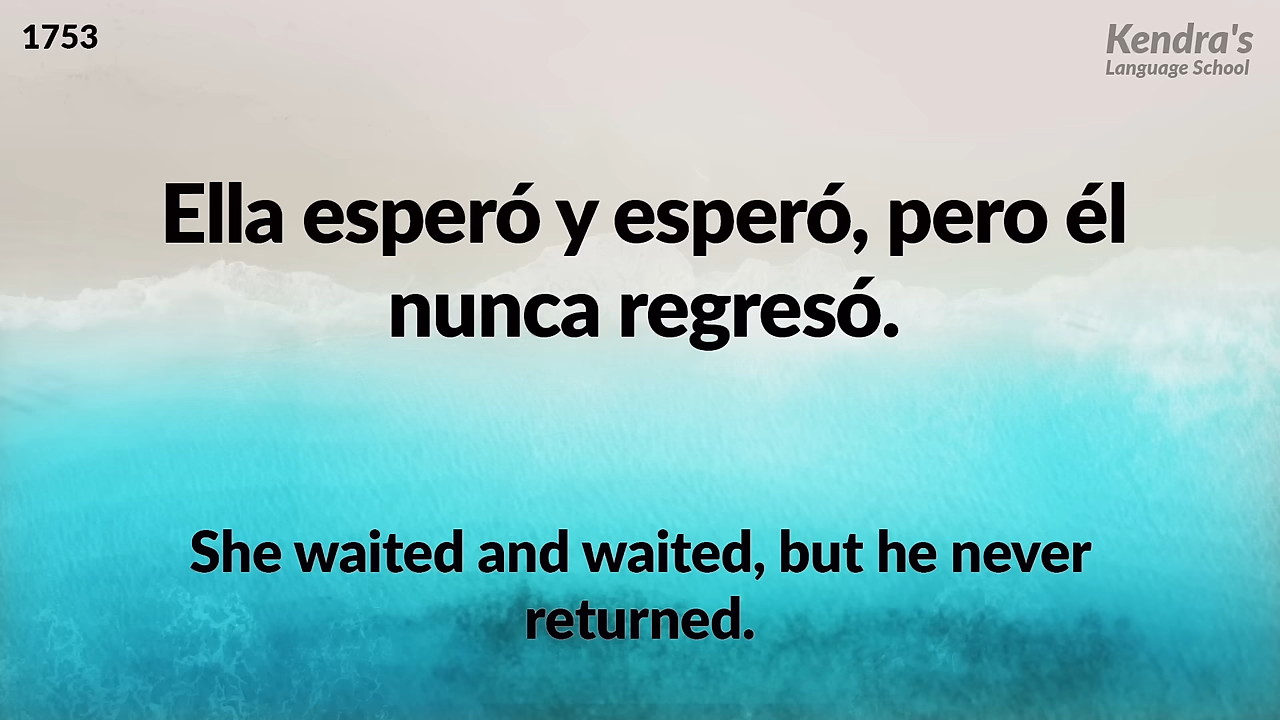 1753
Kendra's
Language School
Ella esperó y esperó, pero él
nunca regresó.
She waited and waited, but he never
returned.